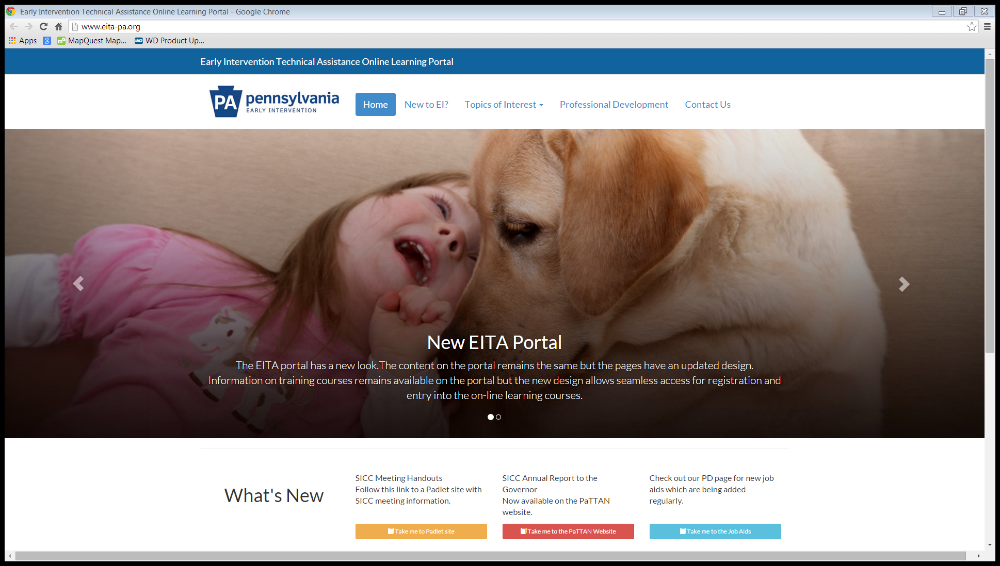 Early Intervention Technical Assistance Online Learning Portal - Google Chrome
www.eita-pa.org
Apps
8
m
MapQuest Map...
WD
WD Product Up...
Early Intervention Technical Assistance Online Learning Portal
PA
pennsylvania
EARLY INTERVENTION
Home
New to EI?
Topics of Interest
Professional Development
Contact Us
New EITA Portal
The EITA portal has a new look.The content on the portal remains the same but the pages have an updated design.
Information on training courses remains available on the portal but the new design allows seamless access for registration and
entry into the on-line learning courses.
What's New
SICC Meeting Handouts
Follow this link to a Padlet site with
SICC meeting information.
Take me to Padlet site
SICC Annual Report to the
Governor
Now available on the PaTTAN
website.
Take me to the PaTTAN Website
Check out our PD page for new job
aids which are being added
regularly.
Take me to the Job Aids